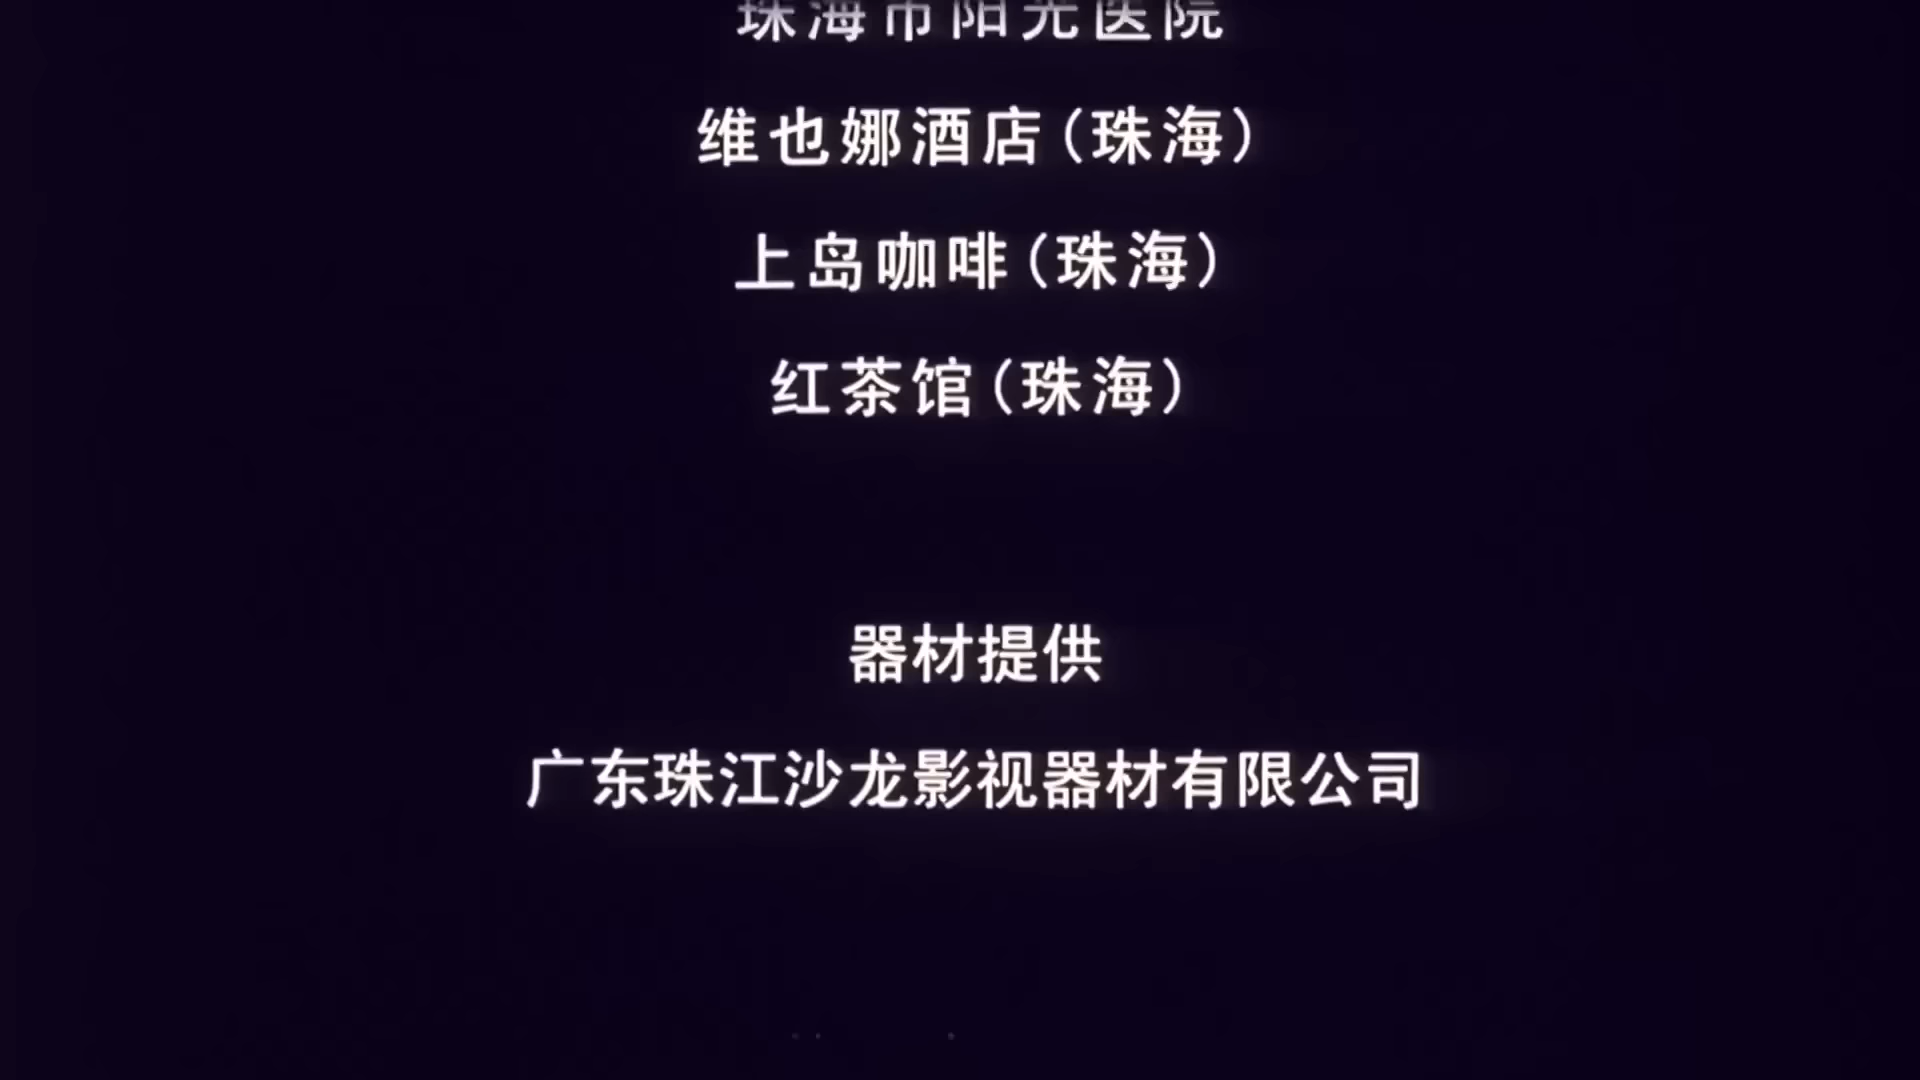 珠海市阳光医院
维也娜酒店(珠海)
上岛咖啡(珠海)
红茶馆(珠海)
器材提供
广东珠江沙龙影视器材有限公司